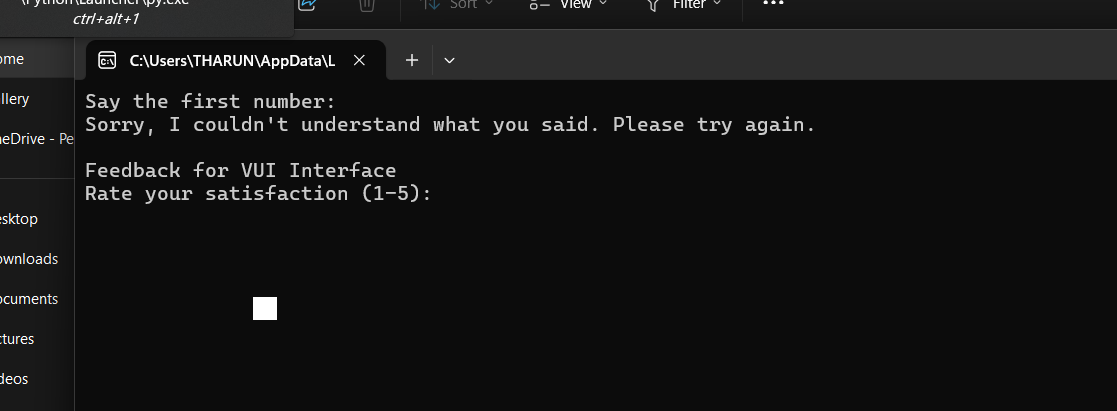 \Python\Launcher\py.exe
ctrl+alt+1
Sort
View
Filter
ome
llery
eOneDrive - Pe
esktop
ownloads
ocuments
ctures
deos
C:\Users\THARUN\AppData\L
Say the first number:
Sorry, I couldn't understand what you said. Please try again.
Feedback for VUI Interface
Rate your satisfaction (1-5):